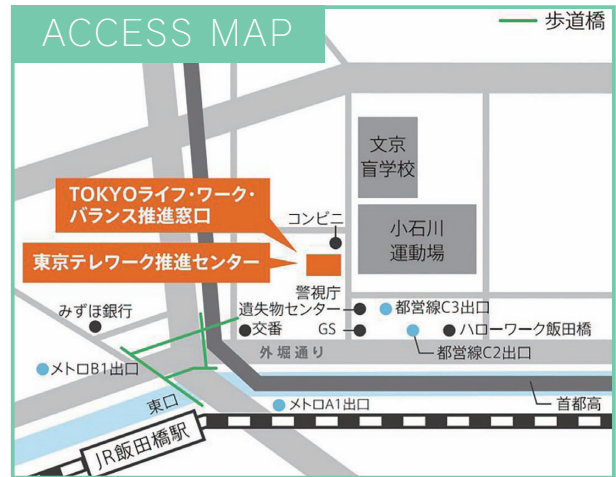 ACCESS MAP
歩道橋
文京
盲学校
TOKYOライフ・ワーク・
バランス推進窓口
コンビニ
小石川
運動場
東京テレワーク推進センター
警視庁
遺失物センター
都営線C3出口
みずほ銀行
交番
GS
ハローワーク飯田橋
外堀通り
都営線C2出口
メトロB1出口
東口
メトロA1出口
首都高
JR飯田橋駅